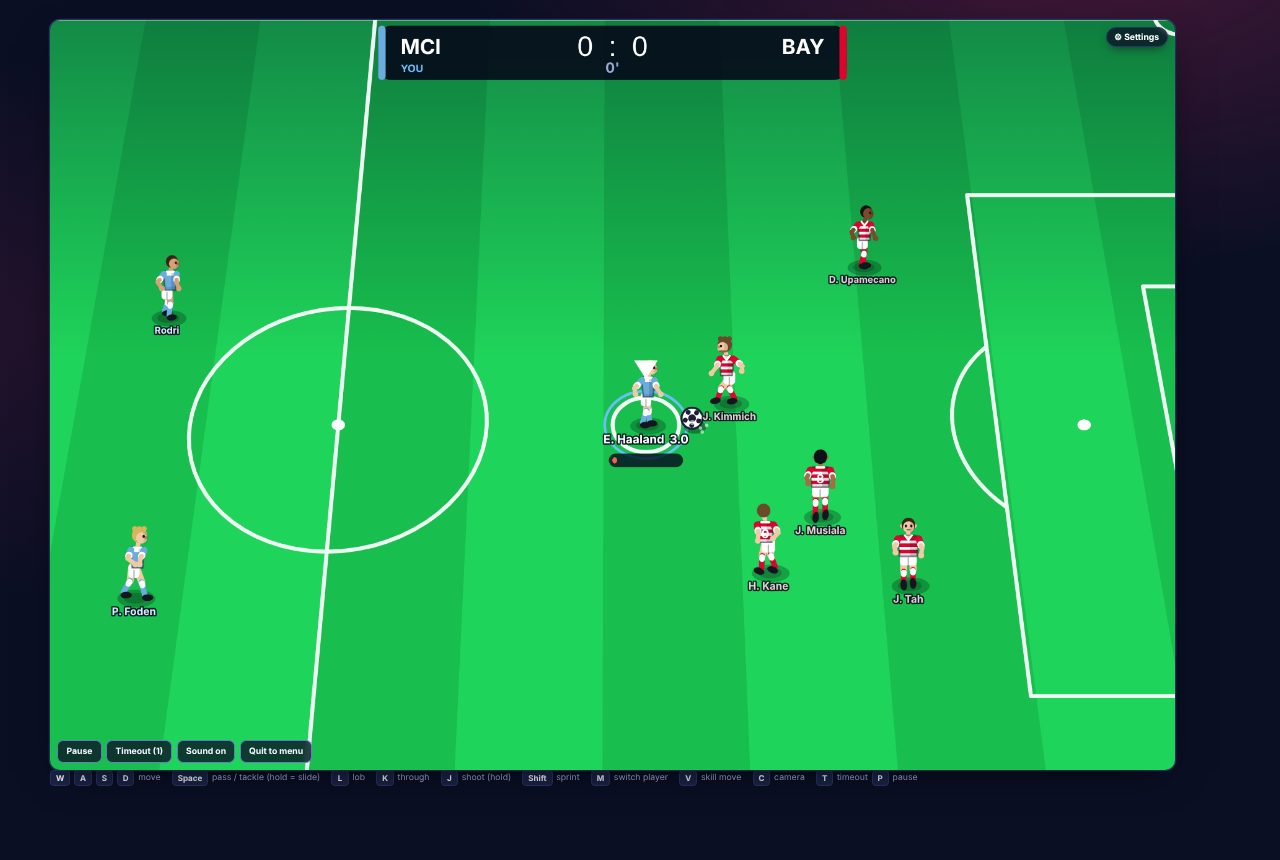 MCI 0 : 0 BAY
YOU 0'
⚙ Settings
D. Upamecano
Rodri
J. Kimmich
E. Haaland 3.0
J. Musiala
H. Kane
J. Tah
P. Foden
Pause Timeout (1) Sound on Quit to menu
W A S D move Space pass / tackle (hold = slide) L lob K through J shoot (hold) Shift sprint M switch player V skill move C camera T timeout P pause